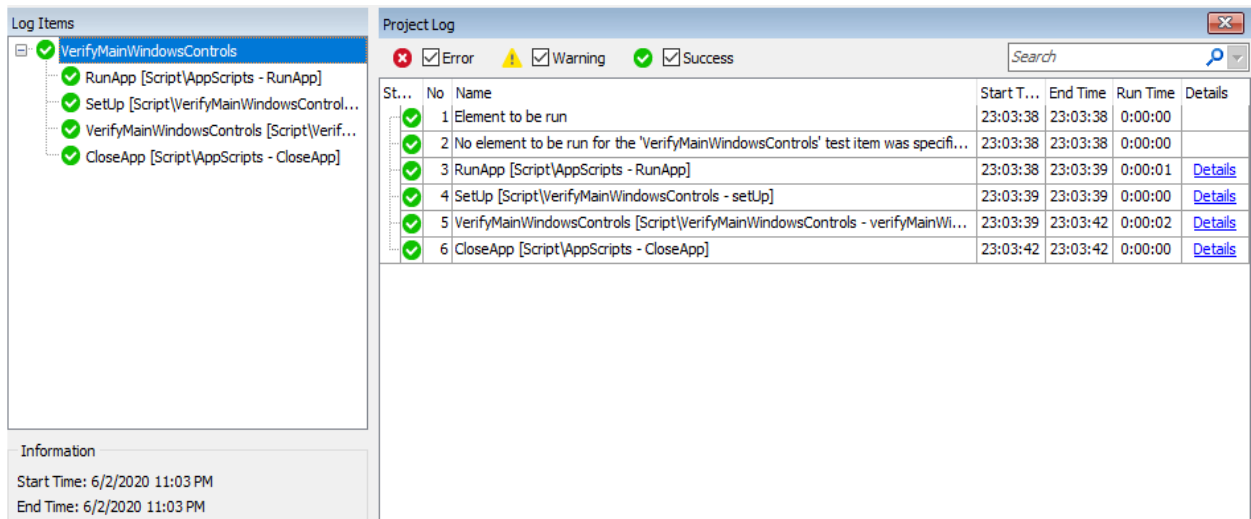 Log Items
VerifyMainWindowsControls
RunApp [Script\AppScripts - RunApp]
SetUp [Script\VerifyMainWindowsControl...
VerifyMainWindowsControls [Script\Verif...
CloseApp [Script\AppScripts - CloseApp]
Information
Start Time: 6/2/2020 11:03 PM
End Time: 6/2/2020 11:03 PM
Project Log
Error Warning Success Search
St... No Name Start T... End Time Run Time Details
1 Element to be run 23:03:38 23:03:38 0:00:00
2 No element to be run for the 'VerifyMainWindowsControls' test item was specifi... 23:03:38 23:03:38 0:00:00
3 RunApp [Script\AppScripts - RunApp] 23:03:38 23:03:39 0:00:01 Details
4 SetUp [Script\VerifyMainWindowsControls - setUp] 23:03:39 23:03:39 0:00:00 Details
5 VerifyMainWindowsControls [Script\VerifyMainWindowsControls - verifyMainWi... 23:03:39 23:03:42 0:00:02 Details
6 CloseApp [Script\AppScripts - CloseApp] 23:03:42 23:03:42 0:00:00 Details